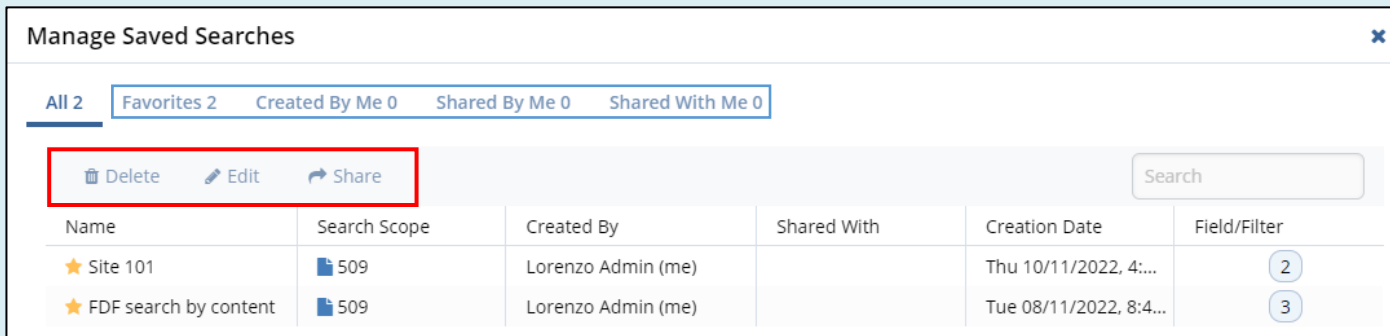 Manage Saved Searches
All 2 Favorites 2 Created By Me 0 Shared By Me 0 Shared With Me 0
Delete Edit Share Search
Name Search Scope Created By Shared With Creation Date Field/Filter
Site 101 509 Lorenzo Admin (me) Thu 10/11/2022, 4:... 2
FDF search by content 509 Lorenzo Admin (me) Tue 08/11/2022, 8:4... 3